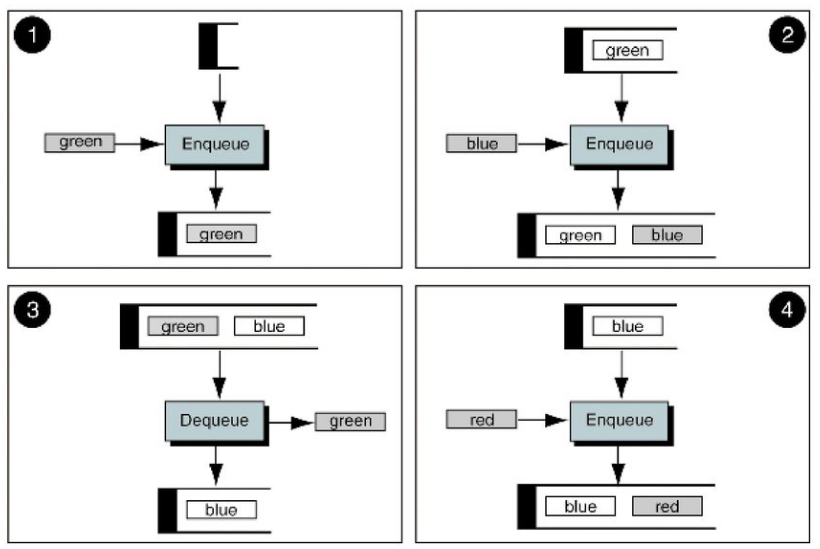 1
green
Enqueue
green
2
green
blue
Enqueue
green blue
3
green blue
Dequeue
green
blue
4
blue
red
Enqueue
blue red